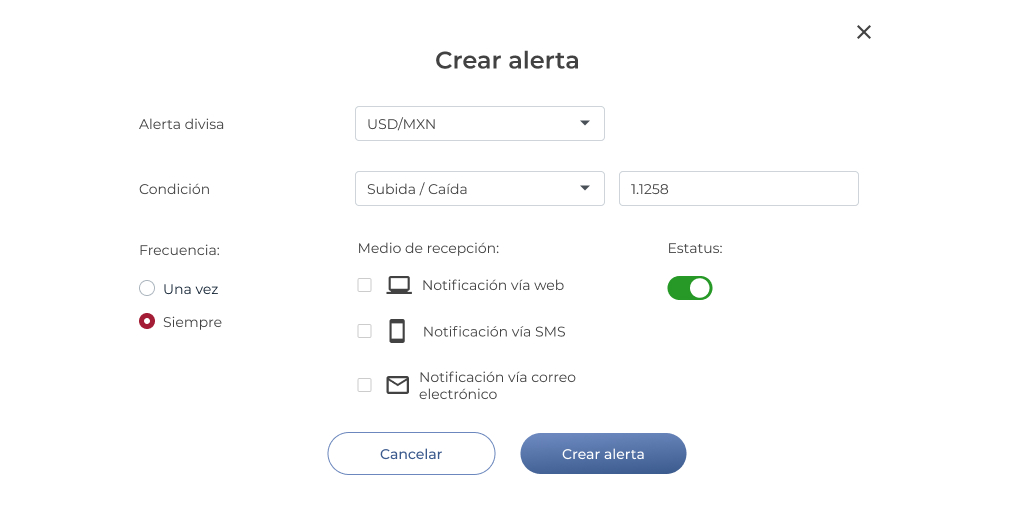 Crear alerta
Alerta divisa
USD/MXN
Condición
Subida / Caída
1.1258
Frecuencia:
Una vez
Siempre
Medio de recepción:
Notificación vía web
Notificación vía SMS
Notificación vía correo
electrónico
Estatus:
Cancelar
Crear alerta